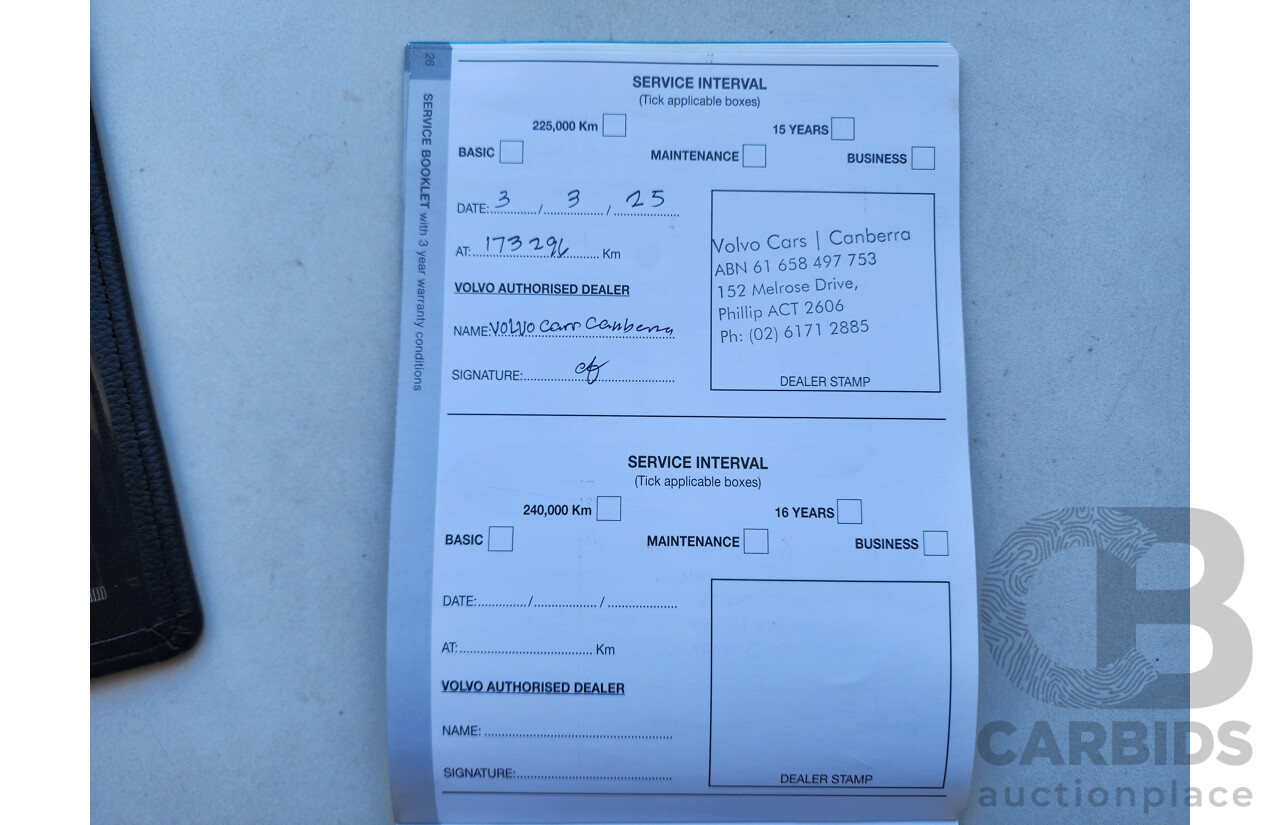 26
SERVICE BOOKLET with 3 year warranty conditions
SERVICE INTERVAL
(Tick applicable boxes)
225,000 Km
15 YEARS
BASIC
MAINTENANCE
BUSINESS
DATE: 3 / 3 / 25
AT: 173296 Km
VOLVO AUTHORISED DEALER
NAME: Volvo Cars Canberra
SIGNATURE:
Volvo Cars | Canberra
ABN 61 658 497 753
152 Melrose Drive,
Phillip ACT 2606
Ph: (02) 6171 2885
DEALER STAMP
SERVICE INTERVAL
(Tick applicable boxes)
240,000 Km
16 YEARS
BASIC
MAINTENANCE
BUSINESS
DATE: / /
AT: Km
VOLVO AUTHORISED DEALER
NAME:
SIGNATURE:
DEALER STAMP
CB
CARBIDS
auctionplace